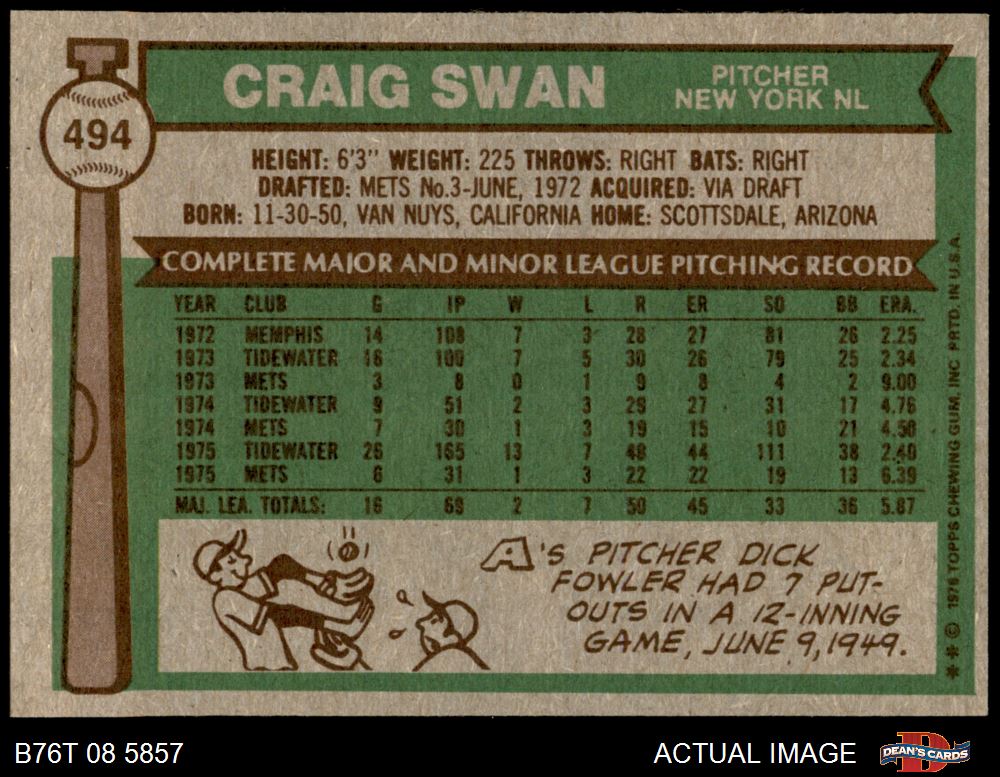 494
CRAIG SWAN
PITCHER
NEW YORK NL
HEIGHT: 6'3" WEIGHT: 225 THROWS: RIGHT BATS: RIGHT
DRAFTED: METS No.3-JUNE, 1972 ACQUIRED: VIA DRAFT
BORN: 11-30-50, VAN NUYS, CALIFORNIA HOME: SCOTTSDALE, ARIZONA
COMPLETE MAJOR AND MINOR LEAGUE PITCHING RECORD
YEAR CLUB G IP W L R ER SO BB ERA.
1972 MEMPHIS 14 108 7 3 28 27 81 26 2.25
1973 TIDEWATER 16 100 7 5 30 26 79 25 2.34
1973 METS 3 8 0 1 9 8 4 2 9.00
1974 TIDEWATER 9 51 2 3 29 27 31 17 4.76
1974 METS 7 30 1 3 19 15 10 21 4.50
1975 TIDEWATER 26 165 13 7 48 44 111 38 2.40
1975 METS 6 31 1 3 22 22 19 13 6.39
MAJ. LEA. TOTALS: 16 69 2 7 50 45 33 36 5.87
A'S PITCHER DICK
FOWLER HAD 7 PUT-
OUTS IN A 12-INNING
GAME, JUNE 9, 1949.
** © 1976 TOPPS CHEWING GUM, INC. PRTD. IN U.S.A.
B76T 08 5857
ACTUAL IMAGE
DEAN'S CARDS